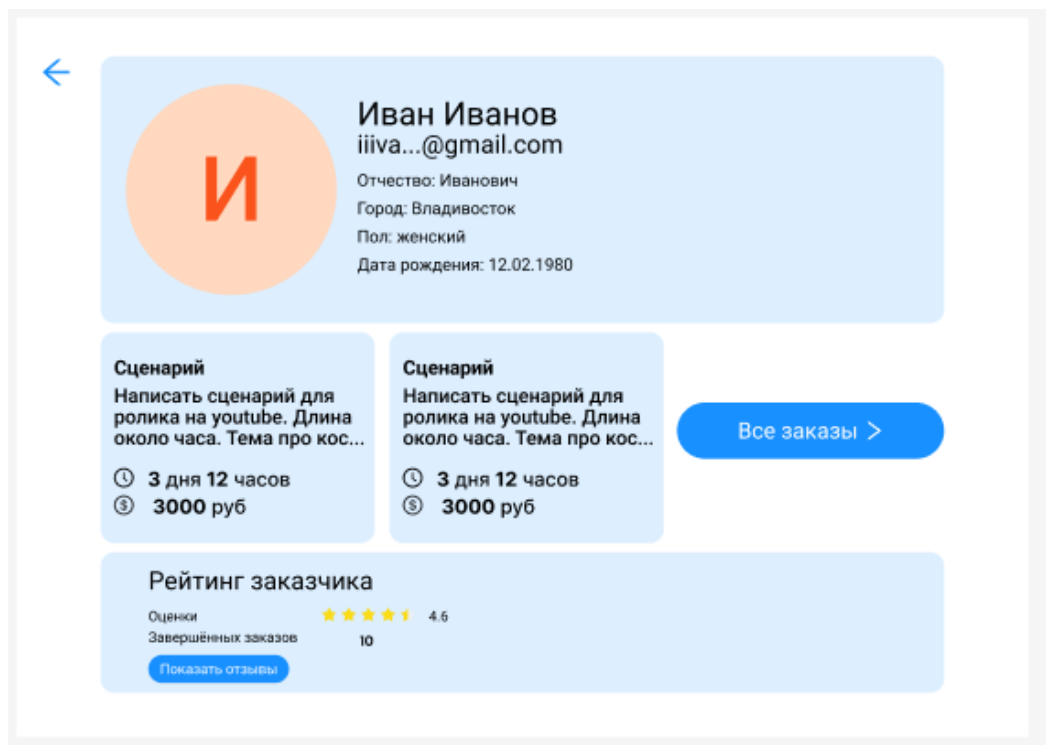 И
Иван Иванов
iiiva...@gmail.com
Отчество: Иванович
Город: Владивосток
Пол: женский
Дата рождения: 12.02.1980
Сценарий
Написать сценарий для
ролика на youtube. Длина
около часа. Тема про кос...
3 дня 12 часов
3000 руб
Сценарий
Написать сценарий для
ролика на youtube. Длина
около часа. Тема про кос...
3 дня 12 часов
3000 руб
Все заказы >
Рейтинг заказчика
Оценки 4.6
Завершённых заказов 10
Показать отзывы